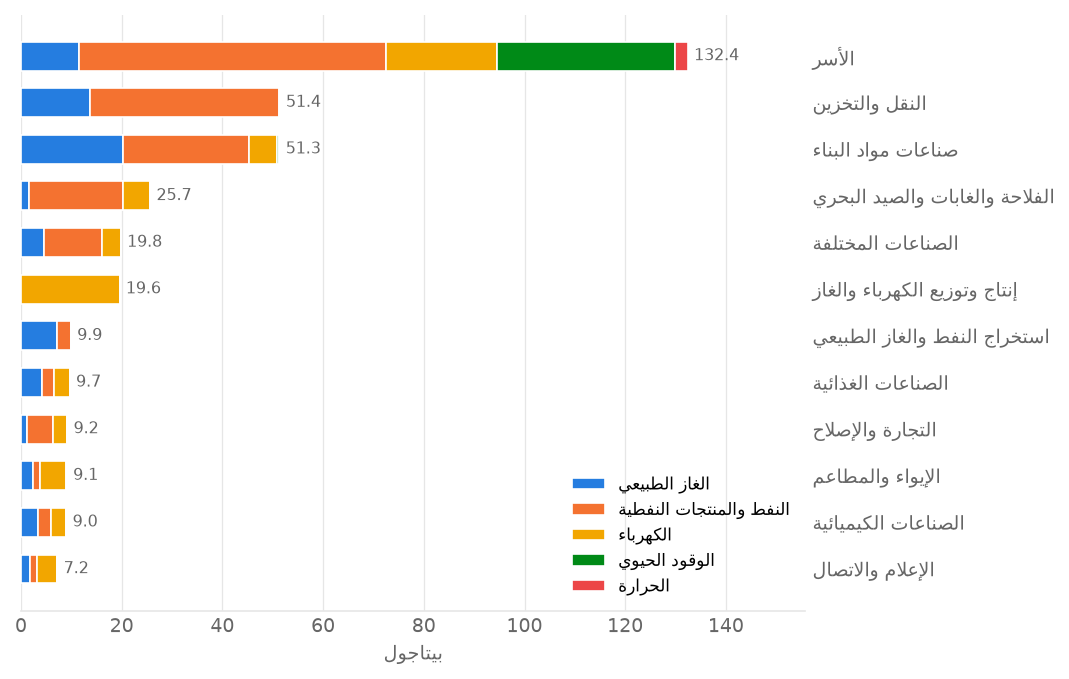 132.4 الأسر
51.4 النقل والتخزين
51.3 صناعات مواد البناء
25.7 الفلاحة والغابات والصيد البحري
19.8 الصناعات المختلفة
19.6 إنتاج وتوزيع الكهرباء والغاز
9.9 استخراج النفط والغاز الطبيعي
9.7 الصناعات الغذائية
9.2 التجارة والإصلاح
9.1 الإيواء والمطاعم
9.0 الصناعات الكيميائية
7.2 الإعلام والاتصال
الغاز الطبيعي
النفط والمنتجات النفطية
الكهرباء
الوقود الحيوي
الحرارة
0 20 40 60 80 100 120 140
بيتاجول